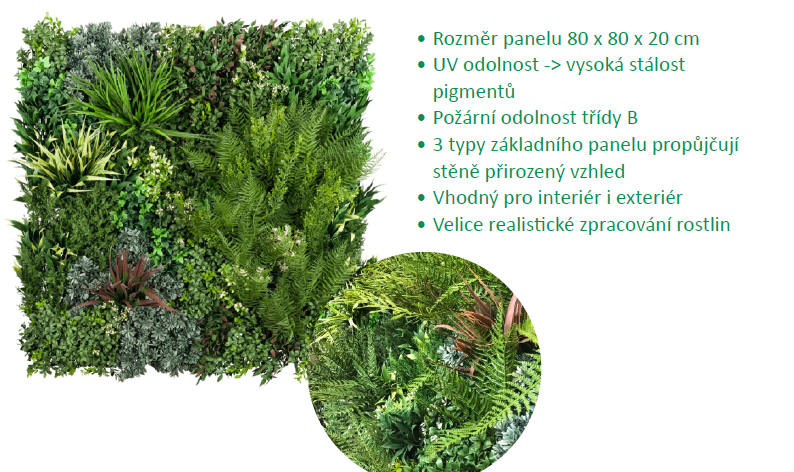 • Rozměr panelu 80 x 80 x 20 cm
• UV odolnost -> vysoká stálost
pigmentů
• Požární odolnost třídy B
• 3 typy základního panelu propůjčují
stěně přirozený vzhled
• Vhodný pro interiér i exteriér
• Velice realistické zpracování rostlin